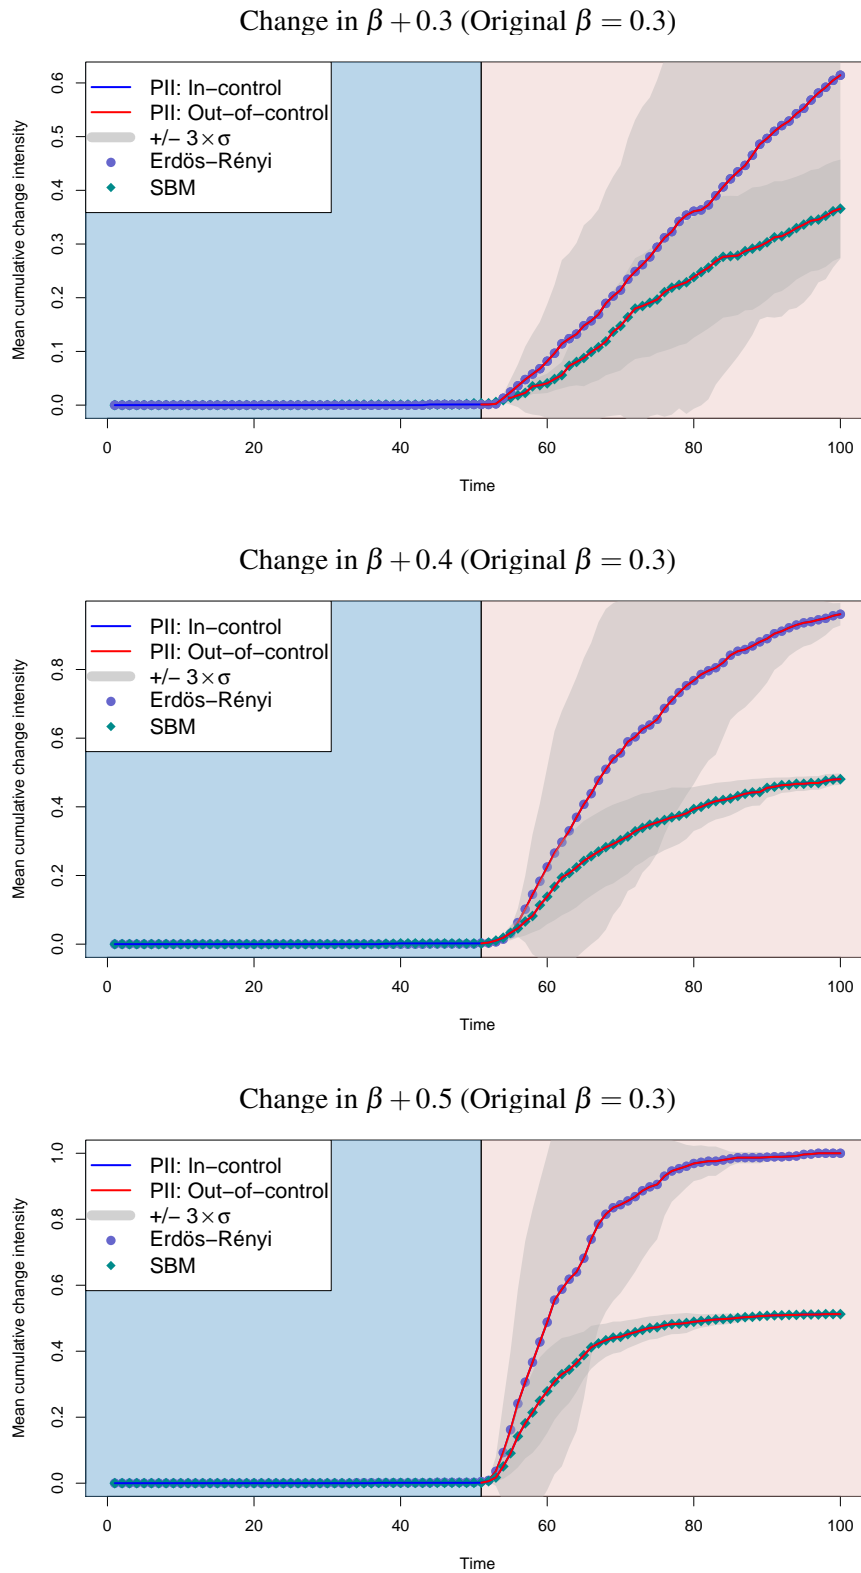 Change in β + 0.3 (Original β = 0.3)
PII: In−control
PII: Out−of−control
+/− 3×σ
Erdös−Rényi
SBM
Mean cumulative change intensity
0.0
0.1
0.2
0.3
0.4
0.5
0.6
0 20 40 60 80 100
Time
Change in β + 0.4 (Original β = 0.3)
PII: In−control
PII: Out−of−control
+/− 3×σ
Erdös−Rényi
SBM
Mean cumulative change intensity
0.0
0.2
0.4
0.6
0.8
0 20 40 60 80 100
Time
Change in β + 0.5 (Original β = 0.3)
PII: In−control
PII: Out−of−control
+/− 3×σ
Erdös−Rényi
SBM
Mean cumulative change intensity
0.0
0.2
0.4
0.6
0.8
1.0
0 20 40 60 80 100
Time